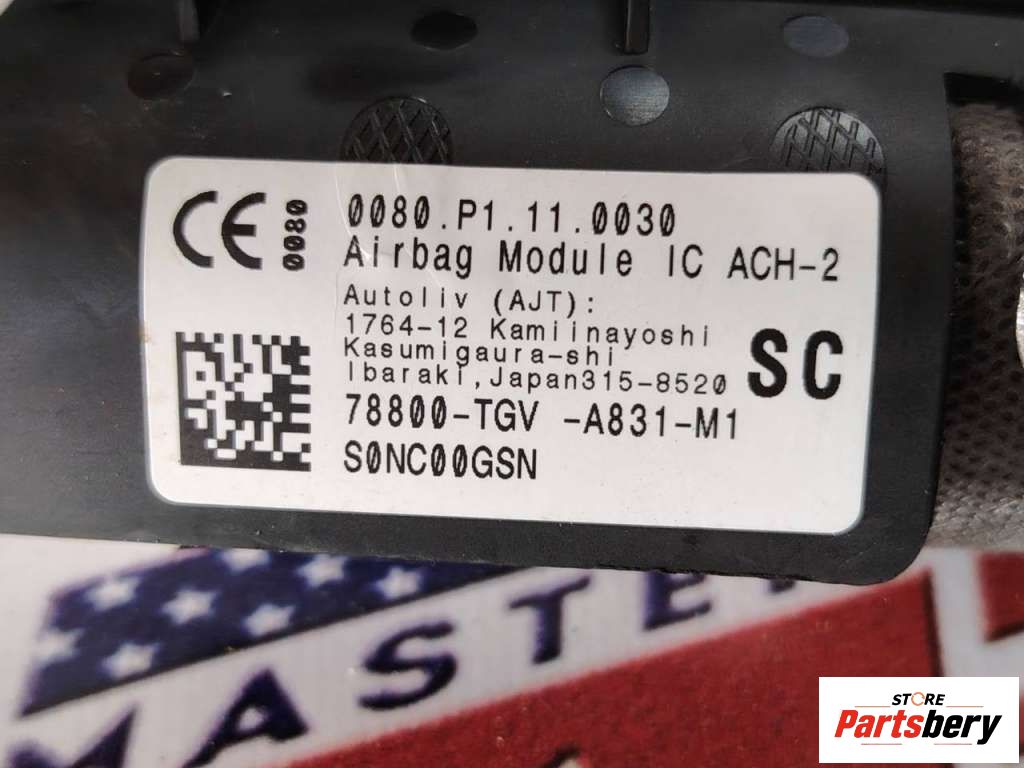 CE 0080
0080.P1.11.0030
Airbag Module IC ACH-2
Autoliv (AJT):
1764-12 Kamiinayoshi
Kasumigaura-shi
Ibaraki,Japan315-8520
SC
78800-TGV -A831-M1
S0NC00GSN
MASTER
STORE
Partsbery